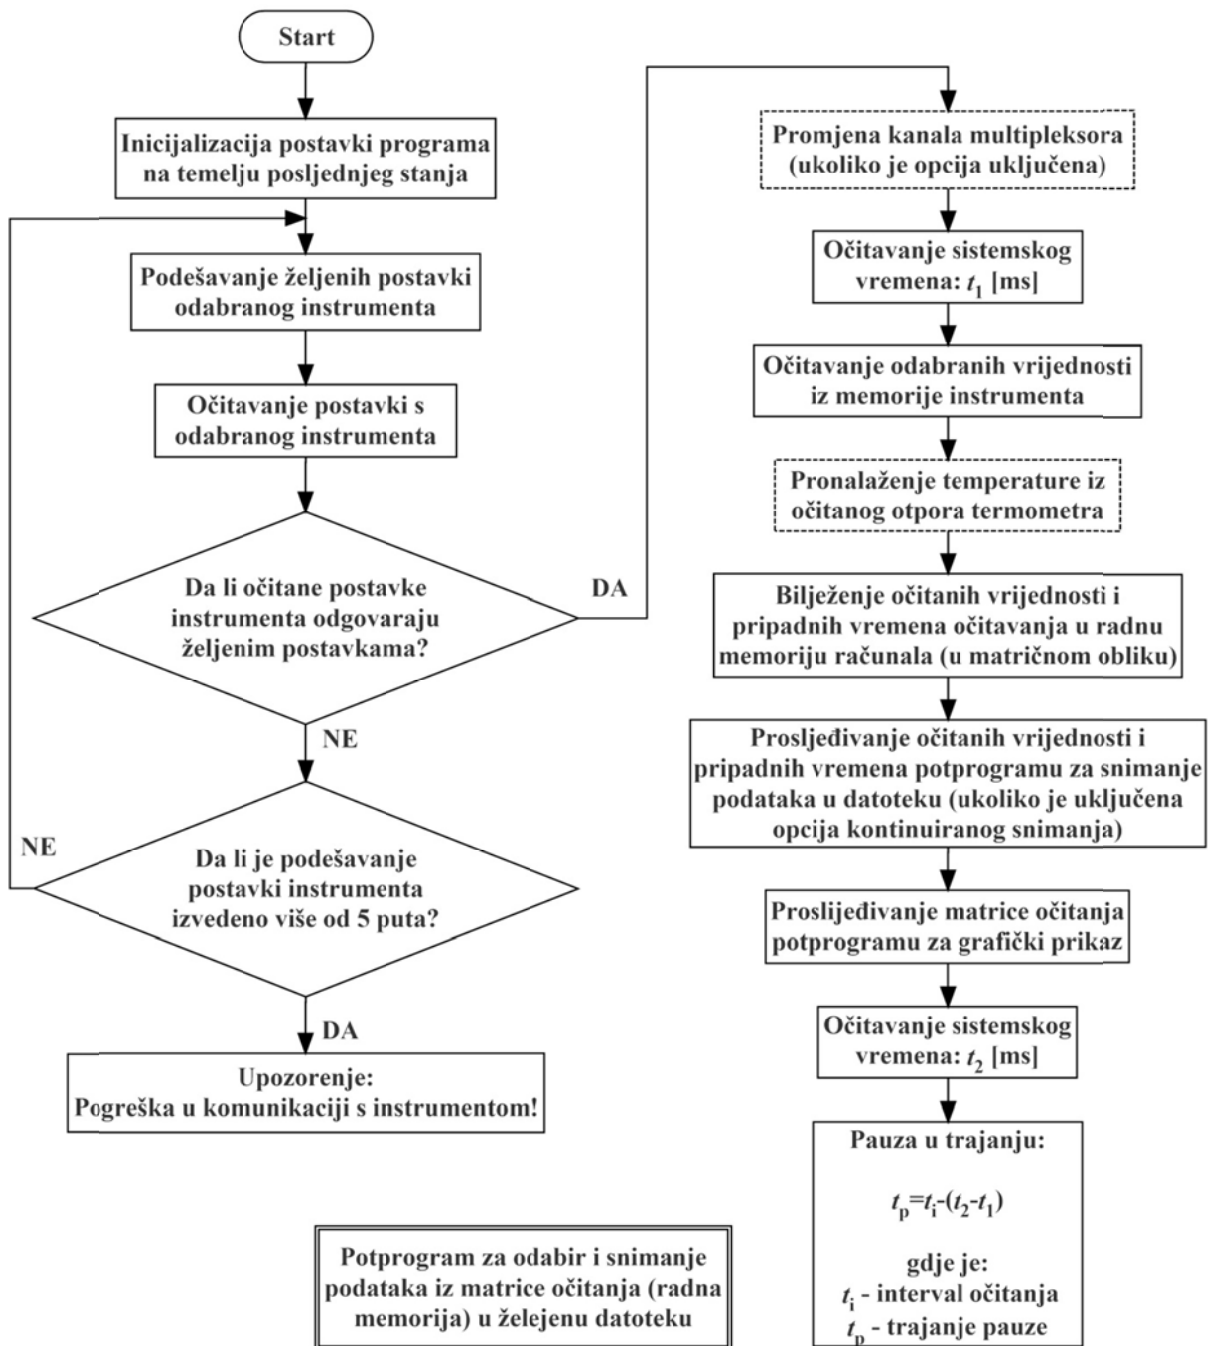 Start
Inicijalizacija postavki programa
na temelju posljednjeg stanja
Podešavanje željenih postavki
odabranog instrumenta
Očitavanje postavki s
odabranog instrumenta
Da li očitane postavke
instrumenta odgovaraju
željenim postavkama?
DA
NE
Da li je podešavanje
postavki instrumenta
izvedeno više od 5 puta?
NE
DA
Upozorenje:
Pogreška u komunikaciji s instrumentom!
Promjena kanala multipleksora
(ukoliko je opcija uključena)
Očitavanje sistemskog
vremena: t1 [ms]
Očitavanje odabranih vrijednosti
iz memorije instrumenta
Pronalaženje temperature iz
očitanog otpora termometra
Bilježenje očitanih vrijednosti i
pripadnih vremena očitavanja u radnu
memoriju računala (u matričnom obliku)
Prosljeđivanje očitanih vrijednosti i
pripadnih vremena potprogramu za snimanje
podataka u datoteku (ukoliko je uključena
opcija kontinuiranog snimanja)
Proslijeđivanje matrice očitanja
potprogramu za grafički prikaz
Očitavanje sistemskog
vremena: t2 [ms]
Pauza u trajanju:
tp=ti-(t2-t1)
gdje je:
ti - interval očitanja
tp - trajanje pauze
Potprogram za odabir i snimanje
podataka iz matrice očitanja (radna
memorija) u želejenu datoteku